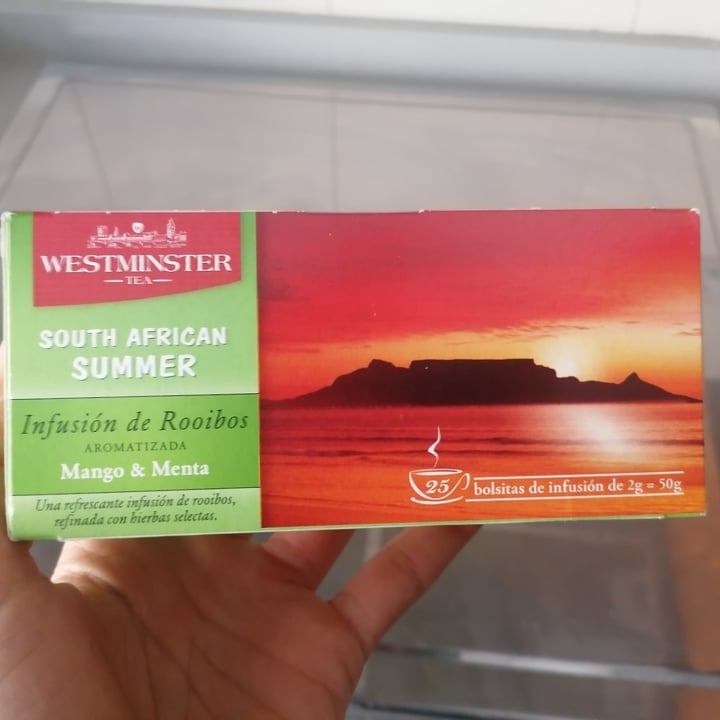 WESTMINSTER
TEA
SOUTH AFRICAN
SUMMER
Infusión de Rooibos
AROMATIZADA
Mango & Menta
Una refrescante infusión de rooibos,
refinada con hierbas selectas.
25 bolsitas de infusión de 2g = 50g